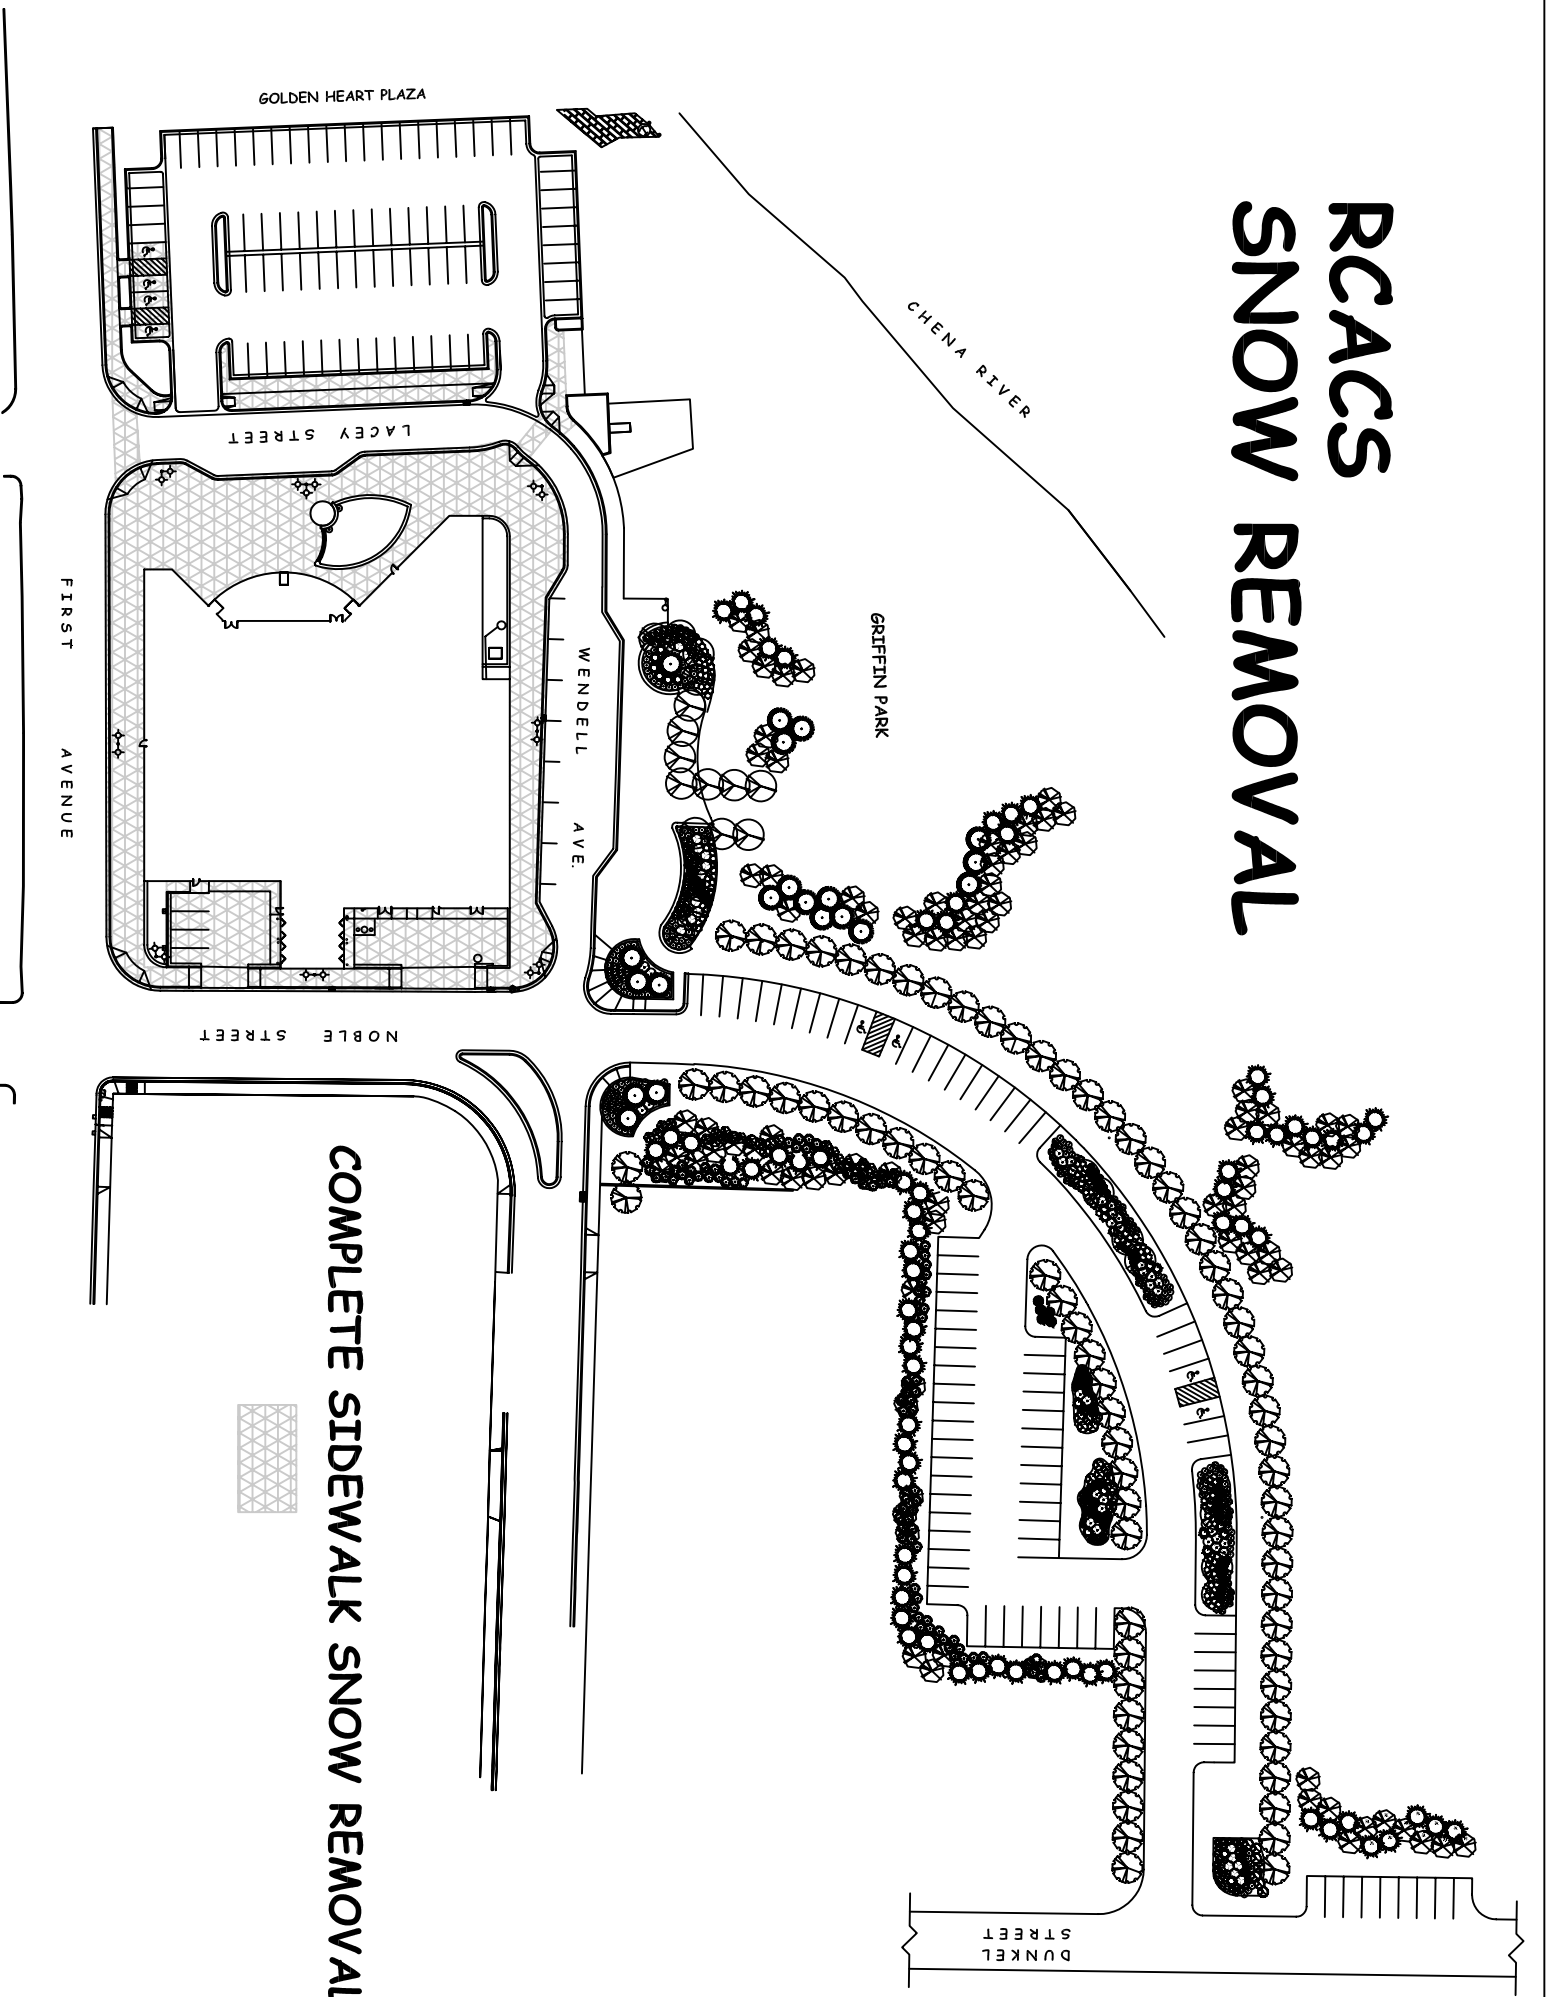 RCACS
SNOW REMOVAL
GOLDEN HEART PLAZA
CHENA RIVER
GRIFFIN PARK
LACEY STREET
WENDELL AVE.
FIRST AVENUE
NOBLE STREET
COMPLETE SIDEWALK SNOW REMOVAL
DUNKEL
STREET